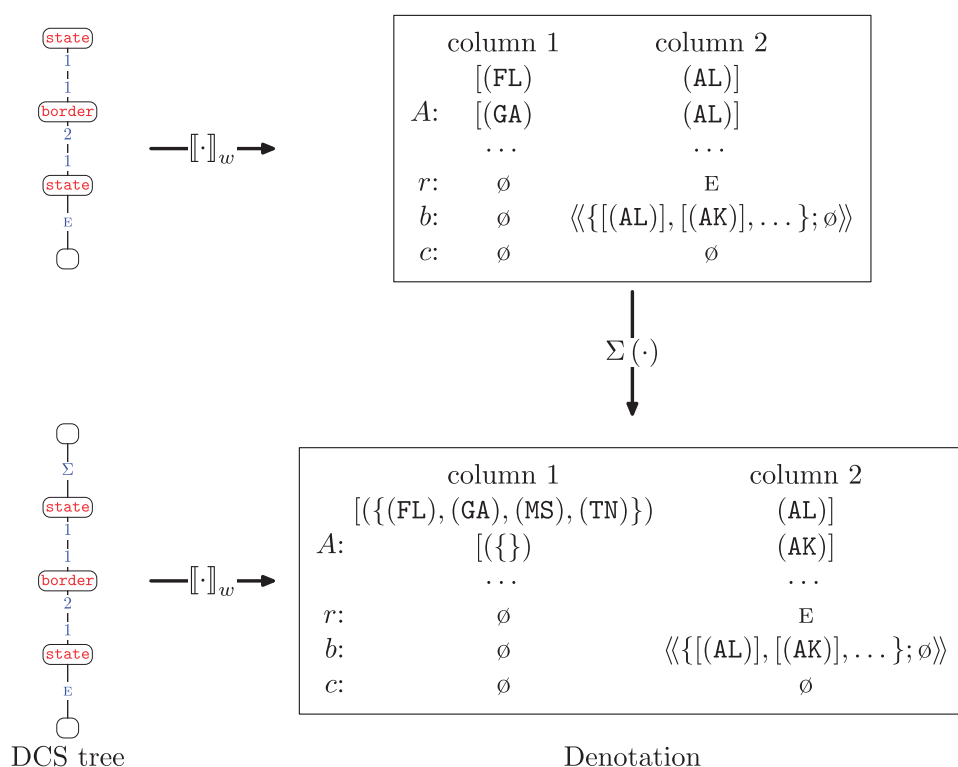 state
1
1
border
2
1
state
E
⟦·⟧w
column 1 column 2
[(FL) (AL)]
A: [(GA) (AL)]
... ...
r: ø E
b: ø ⟪{[(AL)], [(AK)], ...}; ø⟫
c: ø ø
Σ (·)
Σ
state
1
1
border
2
1
state
E
⟦·⟧w
column 1 column 2
[({(FL), (GA), (MS), (TN)}) (AL)]
A: [({}) (AK)]
... ...
r: ø E
b: ø ⟪{[(AL)], [(AK)], ...}; ø⟫
c: ø ø
DCS tree Denotation